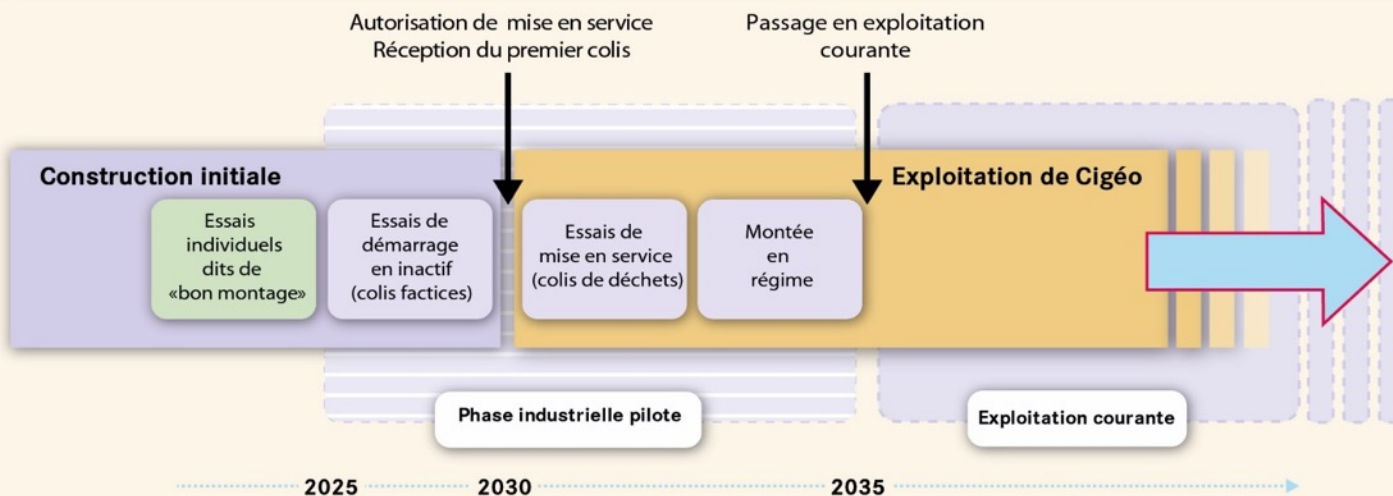 Autorisation de mise en service
Réception du premier colis
Passage en exploitation
courante
Construction initiale
Exploitation de Cigéo
Essais
individuels
dits de
«bon montage»
Essais de
démarrage
en inactif
(colis factices)
Essais de
mise en service
(colis de déchets)
Montée
en
régime
Phase industrielle pilote
Exploitation courante
2025
2030
2035